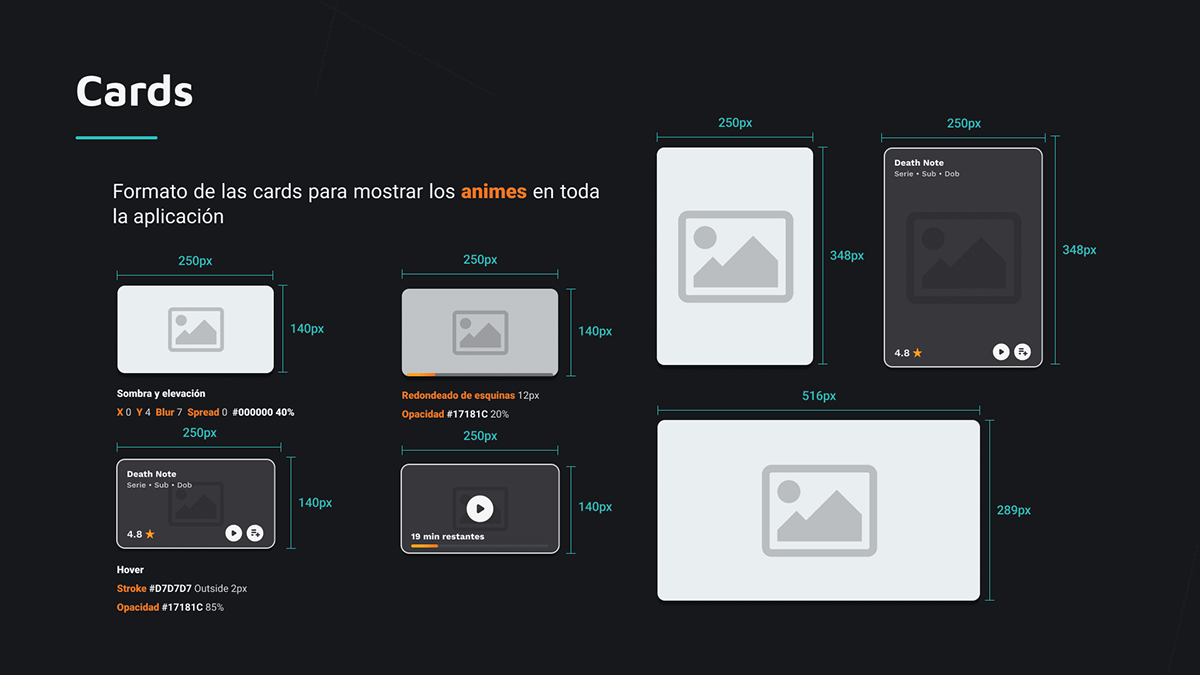 Cards
Formato de las cards para mostrar los animes en toda
la aplicación
250px
140px
Sombra y elevación
X 0 Y 4 Blur 7 Spread 0 #000000 40%
250px
Death Note
Serie • Sub • Dob
4.8
140px
Hover
Stroke #D7D7D7 Outside 2px
Opacidad #17181C 85%
250px
140px
Redondeado de esquinas 12px
Opacidad #17181C 20%
250px
19 min restantes
140px
250px
348px
250px
Death Note
Serie • Sub • Dob
4.8
348px
516px
289px